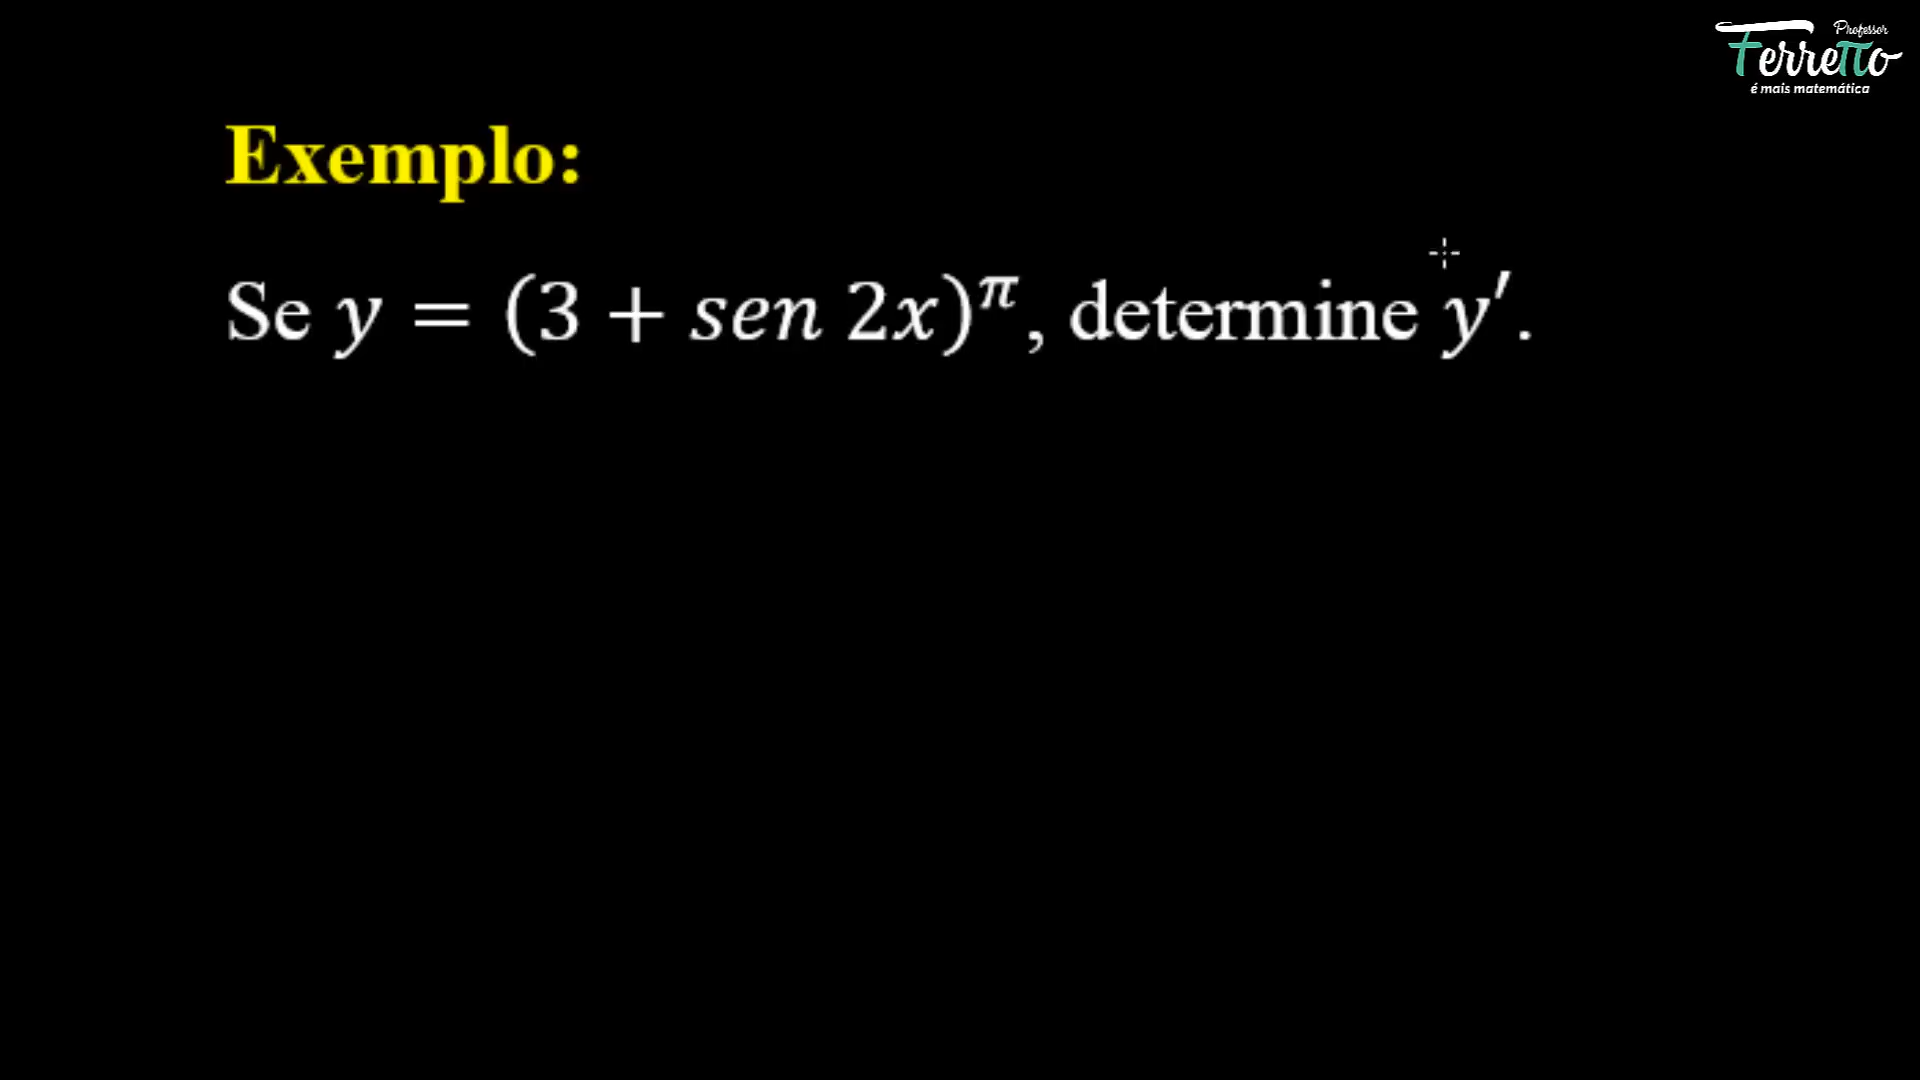 Professor
Ferretto
é mais matemática
Exemplo:
Se y = (3 + sen 2x)^π, determine y′.